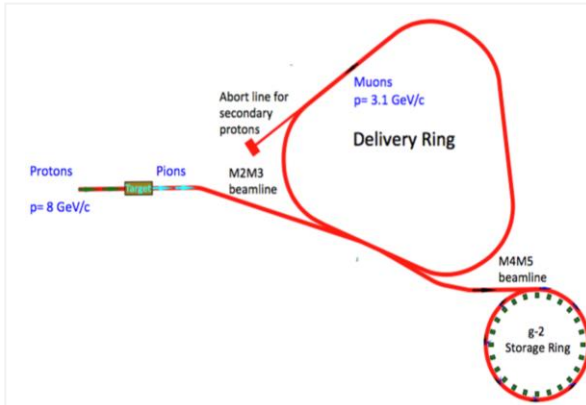 Muons
p= 3.1 GeV/c
Abort line for
secondary
protons
Delivery Ring
Protons
Target
Pions
M2M3
beamline
p= 8 GeV/c
M4M5
beamline
g-2
Storage Ring